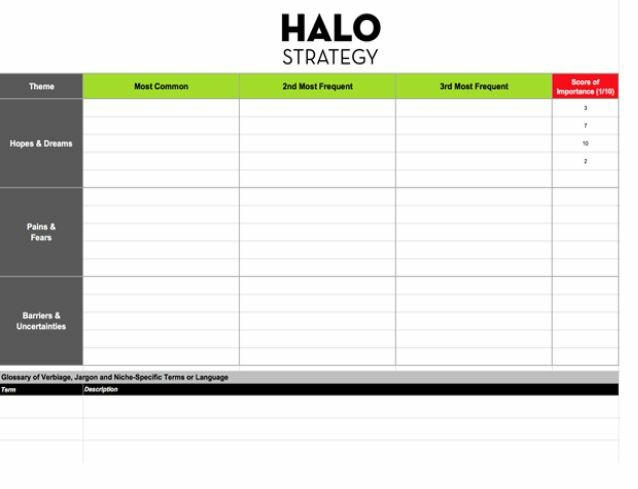 HALO
STRATEGY
Theme
Most Common
2nd Most Frequent
3rd Most Frequent
Score of
Importance (1/10)
Hopes & Dreams
3
7
10
2
Pains &
Fears
Barriers &
Uncertainties
Glossary of Verbiage, Jargon and Niche-Specific Terms or Language
Term
Description